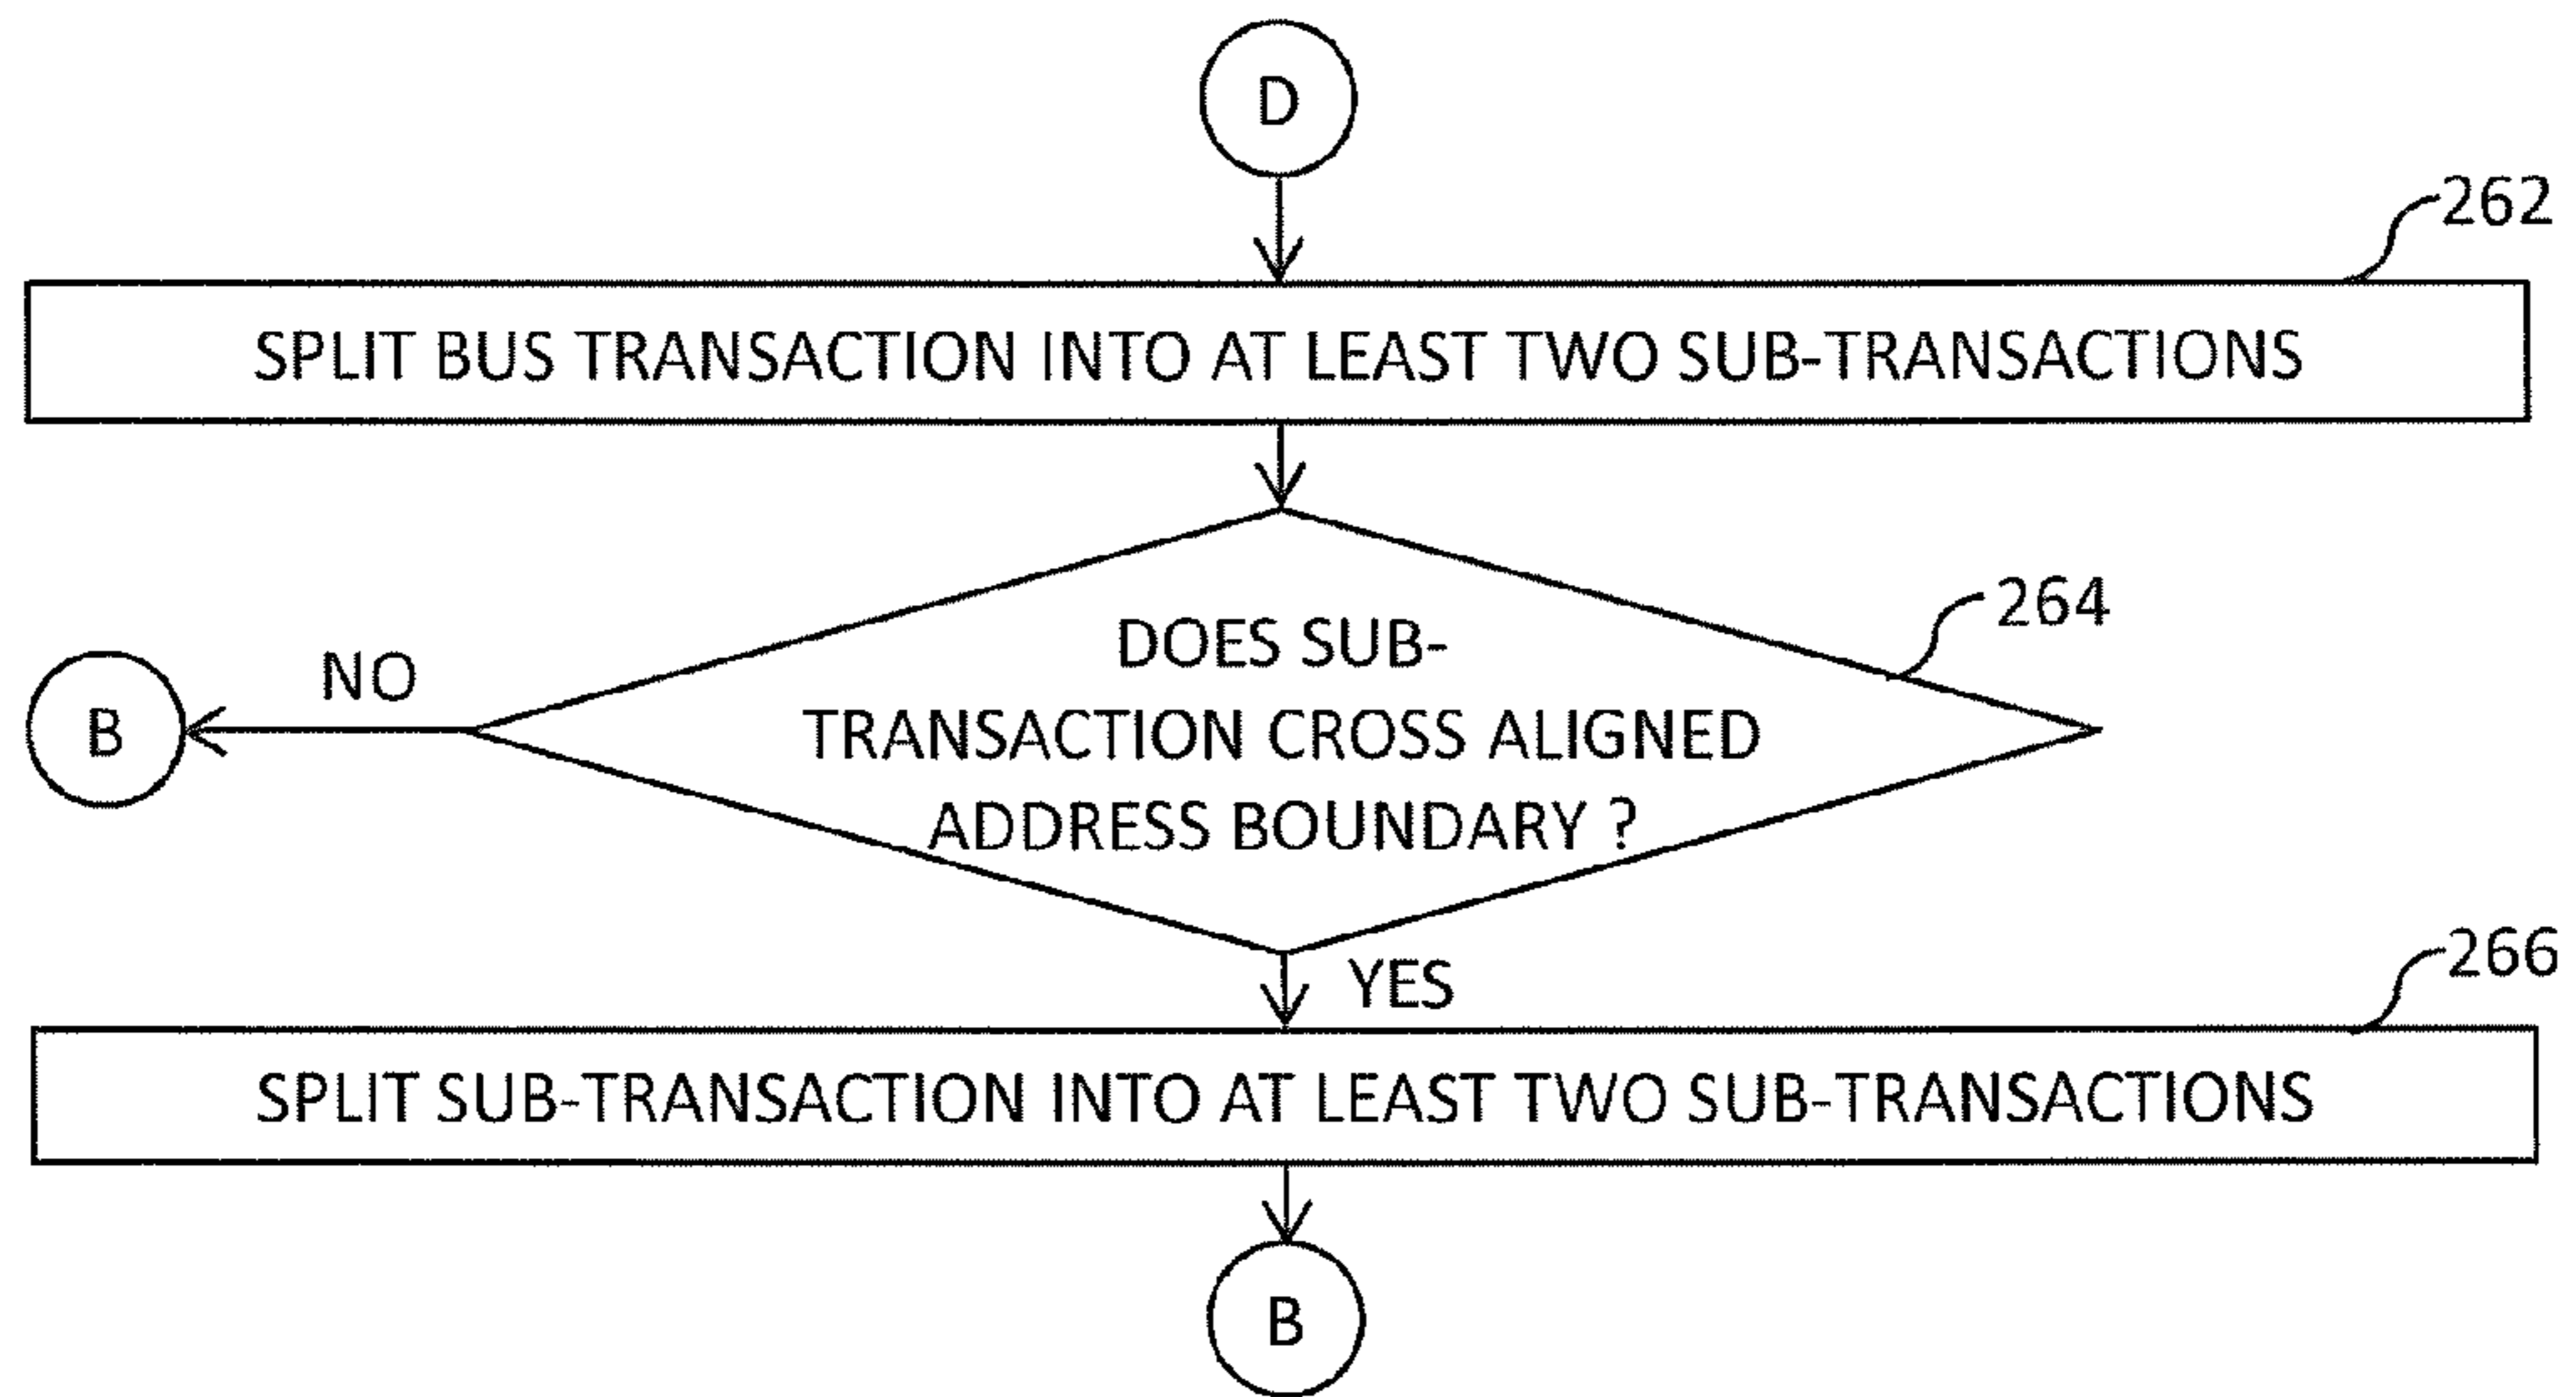 D
262
SPLIT BUS TRANSACTION INTO AT LEAST TWO SUB-TRANSACTIONS
264
DOES SUB-
TRANSACTION CROSS ALIGNED
ADDRESS BOUNDARY ?
NO
B
YES
266
SPLIT SUB-TRANSACTION INTO AT LEAST TWO SUB-TRANSACTIONS
B